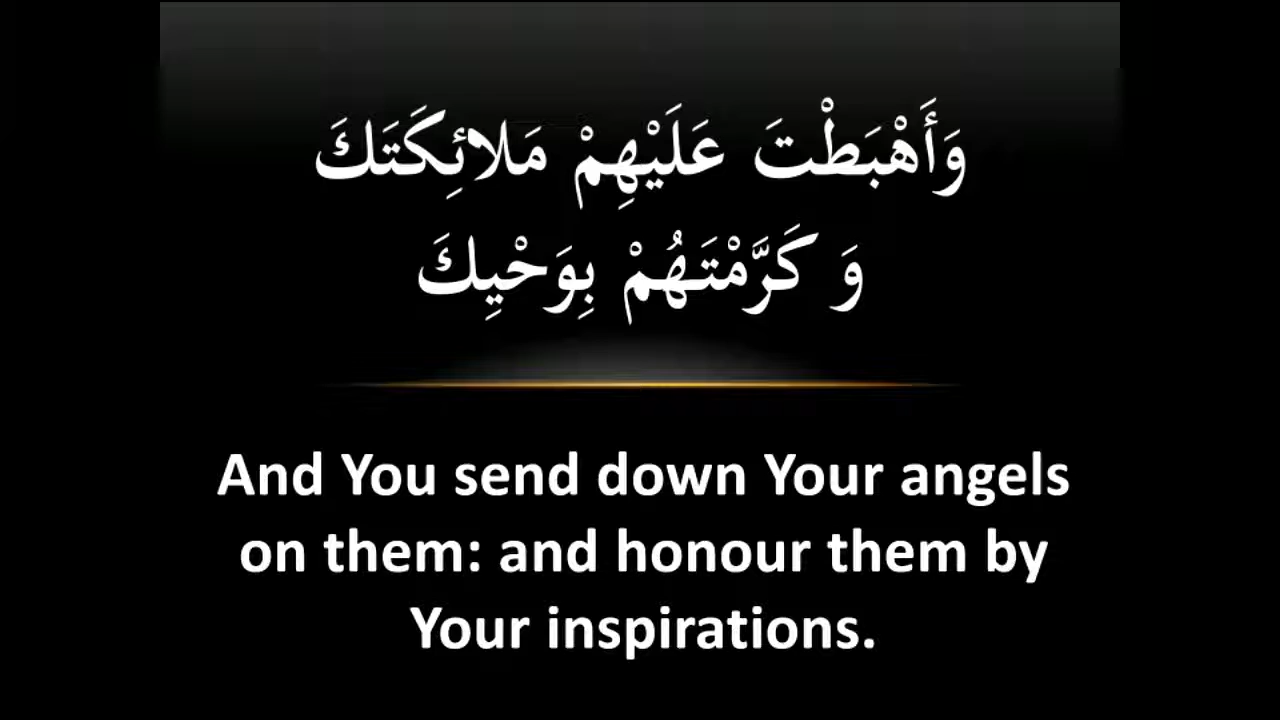 وَأَهْبَطْتَ عَلَيْهِمْ مَلائِكَتَكَ
وَ كَرَّمْتَهُمْ بِوَحْيِكَ
And You send down Your angels
on them: and honour them by
Your inspirations.